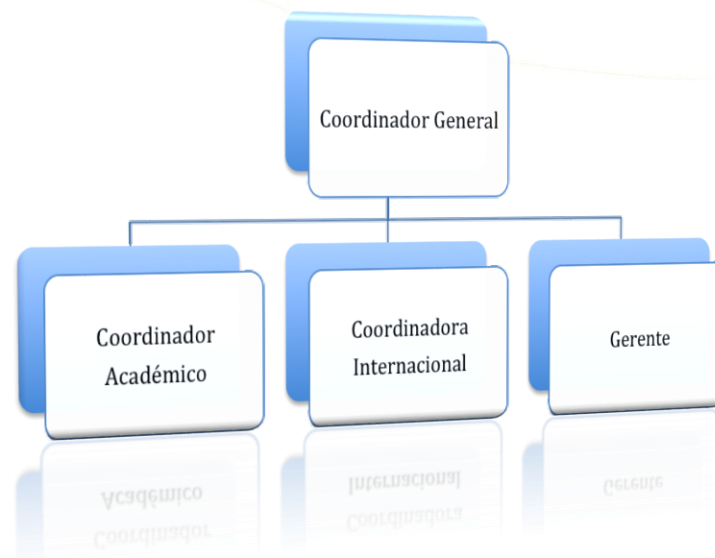 Coordinador General
Coordinador
Académico
Coordinadora
Internacional
Gerente